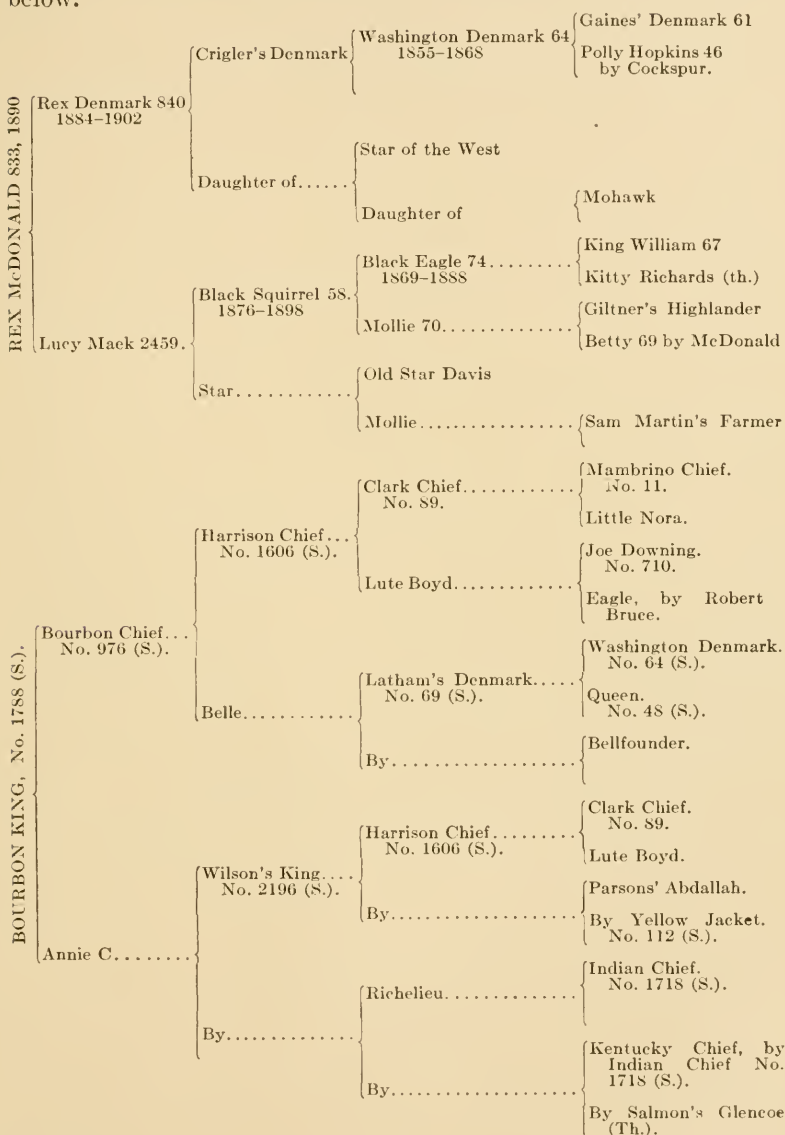 below.
REX McDONALD 833, 1890
Rex Denmark 840
1884–1902
Crigler's Denmark
Washington Denmark 64
1855–1868
Gaines' Denmark 61
Polly Hopkins 46
by Cockspur.
Daughter of......
Star of the West
Daughter of
Mohawk
Lucy Mack 2459.
Black Squirrel 58.
1876–1898
Black Eagle 74.........
1869–1888
King William 67
Kitty Richards (th.)
Mollie 70................
Giltner's Highlander
Betty 69 by McDonald
Star............
Old Star Davis
Mollie................
Sam Martin's Farmer
BOURBON KING, No. 1788 (S.).
Bourbon Chief...
No. 976 (S.).
Harrison Chief...
No. 1606 (S.).
Clark Chief............
No. 89.
Mambrino Chief.
No. 11.
Little Nora.
Lute Boyd.............
Joe Downing.
No. 710.
Eagle, by Robert
Bruce.
Belle............
Latham's Denmark.....
No. 69 (S.).
Washington Denmark.
No. 64 (S.).
Queen.
No. 48 (S.).
By.....................
Bellfounder.
Annie C........
Wilson's King....
No. 2196 (S.).
Harrison Chief.........
No. 1606 (S.).
Clark Chief.
No. 89.
Lute Boyd.
By.....................
Parsons' Abdallah.
By Yellow Jacket.
No. 112 (S.).
By..............
Richelieu..............
Indian Chief.
No. 1718 (S.).
By.....................
Kentucky Chief, by
Indian Chief No.
1718 (S.).
By Salmon's Glencoe
(Th.).